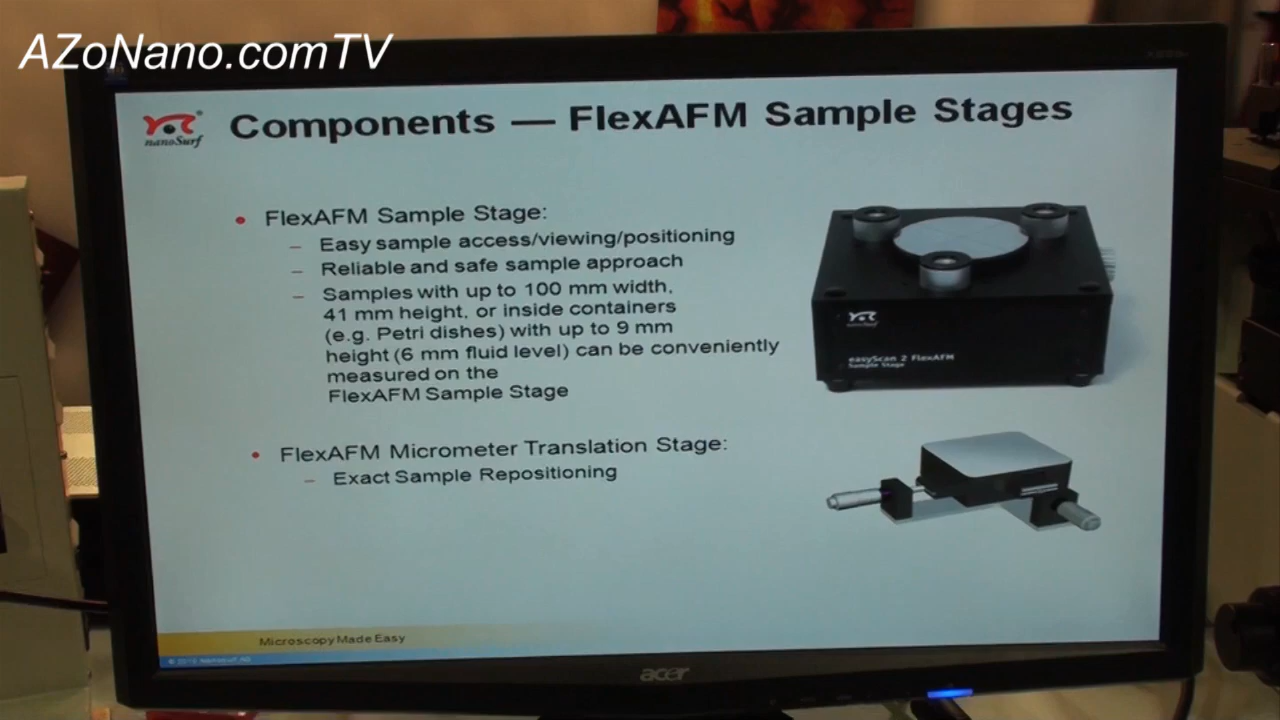 AZoNano.comTV
nanoSurf®
Components — FlexAFM Sample Stages
• FlexAFM Sample Stage:
– Easy sample access/viewing/positioning
– Reliable and safe sample approach
– Samples with up to 100 mm width,
41 mm height, or inside containers
(e.g. Petri dishes) with up to 9 mm
height (6 mm fluid level) can be conveniently
measured on the
FlexAFM Sample Stage
easyScan 2 FlexAFM
Sample Stage
• FlexAFM Micrometer Translation Stage:
– Exact Sample Repositioning
Microscopy Made Easy
acer